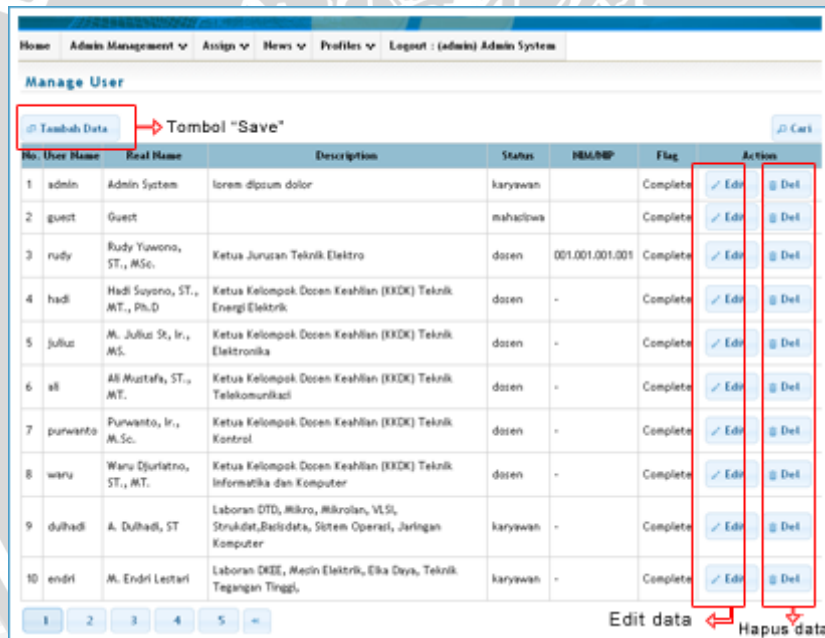 Home Admin Management Assign News Profiles Logout : (admin) Admin System
Manage User
Tambah Data Tombol "Save" Cari
No. User Name Real Name Description Status NIM/NIP Flag Action
1 admin Admin System lorem dipsum dolor karyawan Complete Edit Del
2 guest Guest mahasiswa Complete Edit Del
3 rudy Rudy Yuwono, ST., MSc. Ketua Jurusan Teknik Elektro dosen 001.001.001.001 Complete Edit Del
4 hadi Hadi Suyono, ST., MT., Ph.D Ketua Kelompok Dosen Keahlian (KKDK) Teknik Energi Elektrik dosen - Complete Edit Del
5 julius M. Julius St, Ir., MS. Ketua Kelompok Dosen Keahlian (KKDK) Teknik Elektronika dosen - Complete Edit Del
6 ali Ali Mustafa, ST., MT. Ketua Kelompok Dosen Keahlian (KKDK) Teknik Telekomunikasi dosen - Complete Edit Del
7 purwanto Purwanto, Ir., M.Sc. Ketua Kelompok Dosen Keahlian (KKDK) Teknik Kontrol dosen - Complete Edit Del
8 waru Waru Djuriatno, ST., MT. Ketua Kelompok Dosen Keahlian (KKDK) Teknik Informatika dan Komputer dosen - Complete Edit Del
9 dulhadi A. Dulhadi, ST Laboran DTD, Mikro, Mikrolan, VLSI, Strukdat,Basisdata, Sistem Operasi, Jaringan Komputer karyawan - Complete Edit Del
10 endri M. Endri Lestari Laboran DKEE, Mesin Elektrik, Elka Daya, Teknik Tegangan Tinggi, karyawan - Complete Edit Del
1 2 3 4 5 « Edit data Hapus data